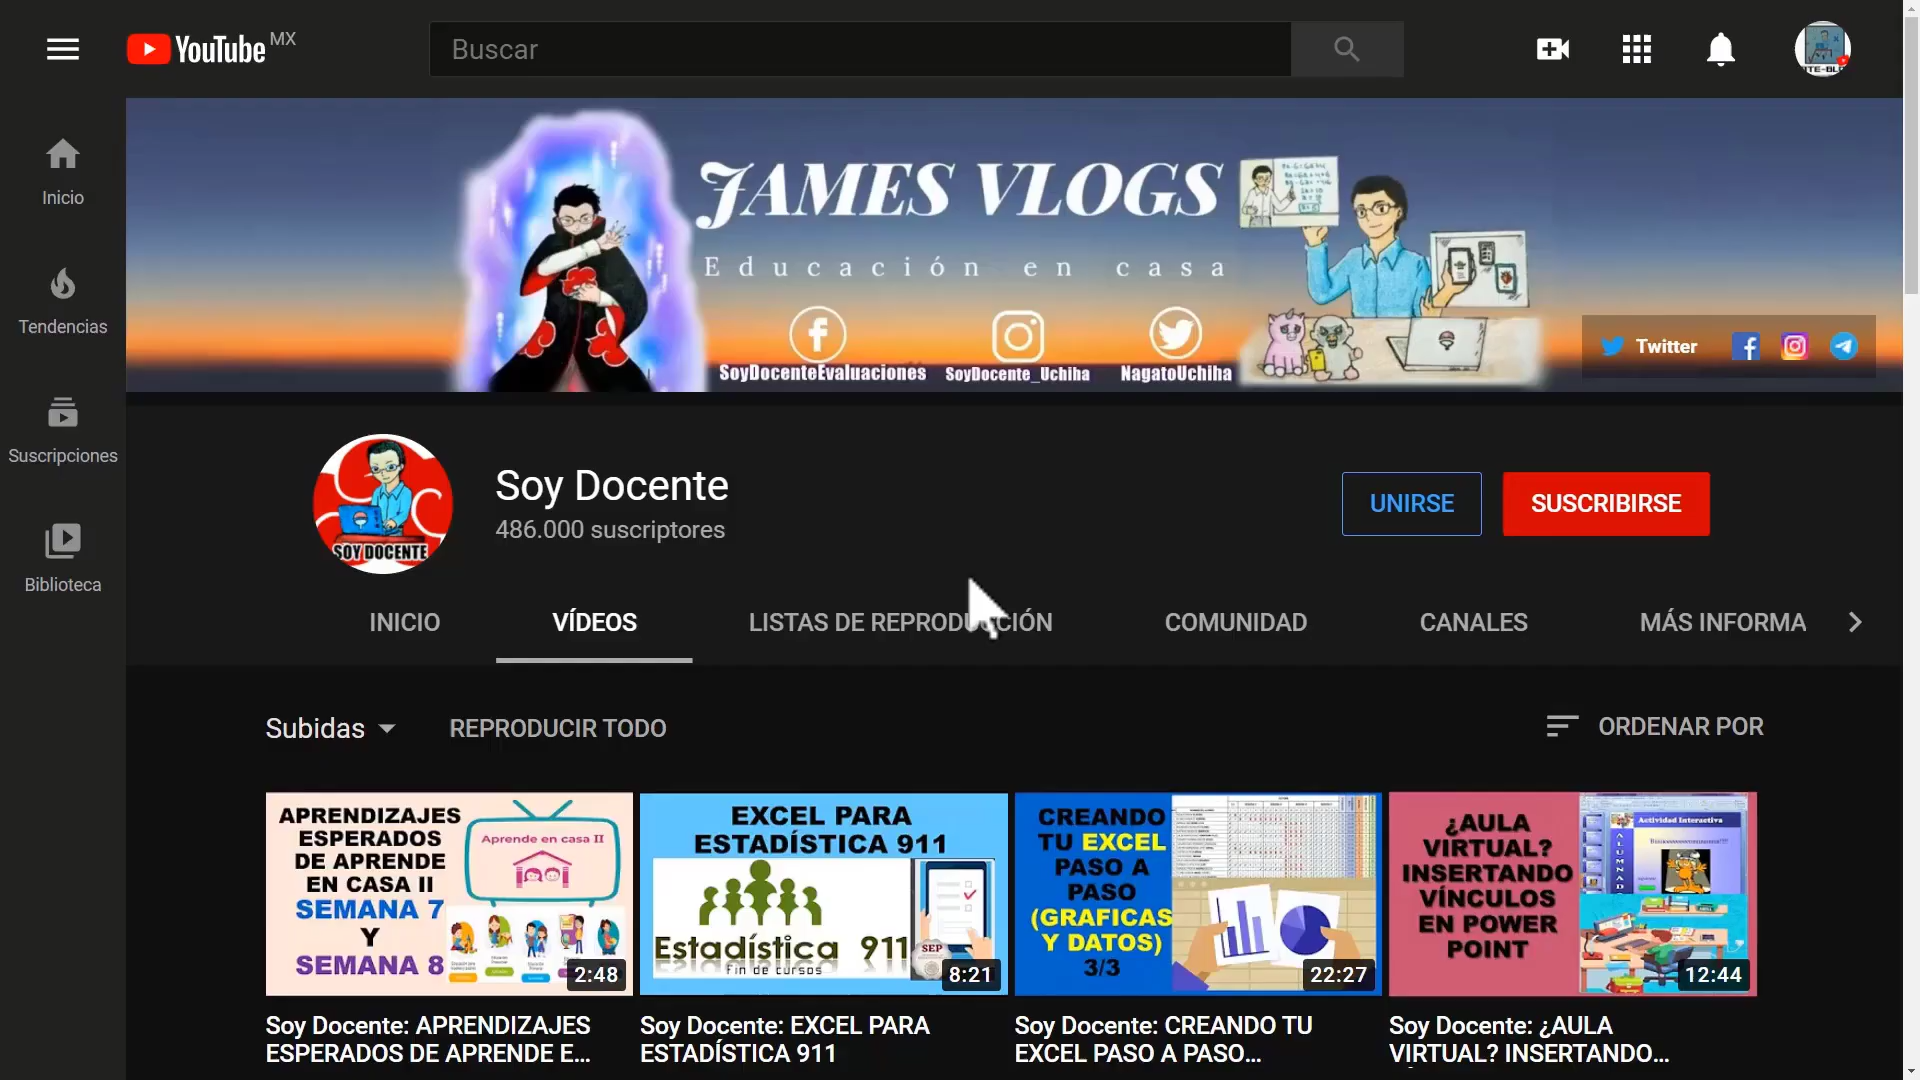 YouTube MX
Buscar
Inicio
Tendencias
Suscripciones
Biblioteca
JAMES VLOGS
Educación en casa
SoyDocenteEvaluaciones
SoyDocente_Uchiha
NagatoUchiha
Twitter
SOY DOCENTE
Soy Docente
486.000 suscriptores
UNIRSE
SUSCRIBIRSE
INICIO
VÍDEOS
LISTAS DE REPRODUCCIÓN
COMUNIDAD
CANALES
MÁS INFORMA
Subidas
REPRODUCIR TODO
ORDENAR POR
APRENDIZAJES
ESPERADOS
DE APRENDE
EN CASA II
SEMANA 7
Y
SEMANA 8
Aprende en casa II
2:48
EXCEL PARA
ESTADÍSTICA 911
Estadística 911
Fin de cursos
SEP
8:21
CREANDO
TU EXCEL
PASO A
PASO
(GRAFICAS
Y DATOS)
3/3
22:27
¿AULA
VIRTUAL?
INSERTANDO
VÍNCULOS
EN POWER
POINT
Actividad Interactiva
12:44
Soy Docente: APRENDIZAJES
ESPERADOS DE APRENDE E...
Soy Docente: EXCEL PARA
ESTADÍSTICA 911
Soy Docente: CREANDO TU
EXCEL PASO A PASO...
Soy Docente: ¿AULA
VIRTUAL? INSERTANDO...